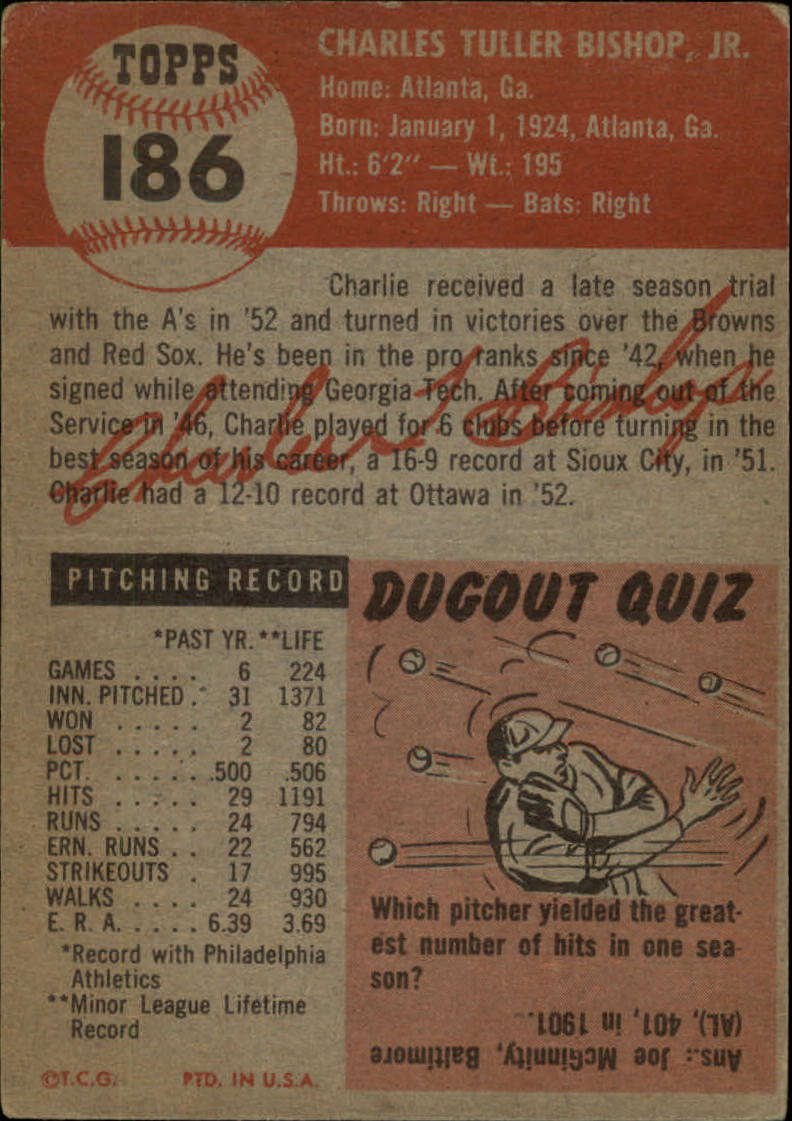 TOPPS
186
CHARLES TULLER BISHOP, JR.
Home: Atlanta, Ga.
Born: January 1, 1924, Atlanta, Ga.
Ht.: 6'2" — Wt.: 195
Throws: Right — Bats: Right
Charlie received a late season trial
with the A's in '52 and turned in victories over the Browns
and Red Sox. He's been in the pro ranks since '42, when he
signed while attending Georgia Tech. After coming out of the
Service in '46, Charlie played for 6 clubs before turning in the
best season of his career, a 16-9 record at Sioux City, in '51.
Charlie had a 12-10 record at Ottawa in '52.
Charles T Bishop
PITCHING RECORD
*PAST YR. **LIFE
GAMES . . . . 6 224
INN. PITCHED . 31 1371
WON . . . . . 2 82
LOST . . . . . 2 80
PCT. . . . . . .500 .506
HITS . . . . . 29 1191
RUNS . . . . . 24 794
ERN. RUNS . . 22 562
STRIKEOUTS . 17 995
WALKS . . . . 24 930
E. R. A. . . . . 6.39 3.69
*Record with Philadelphia
Athletics
**Minor League Lifetime
Record
©T.C.G. PTD. IN U.S.A.
DUGOUT QUIZ
Which pitcher yielded the great-
est number of hits in one sea-
son?
Ans.: Joe McGinnity, Baltimore
(AL), 401, in 1901.